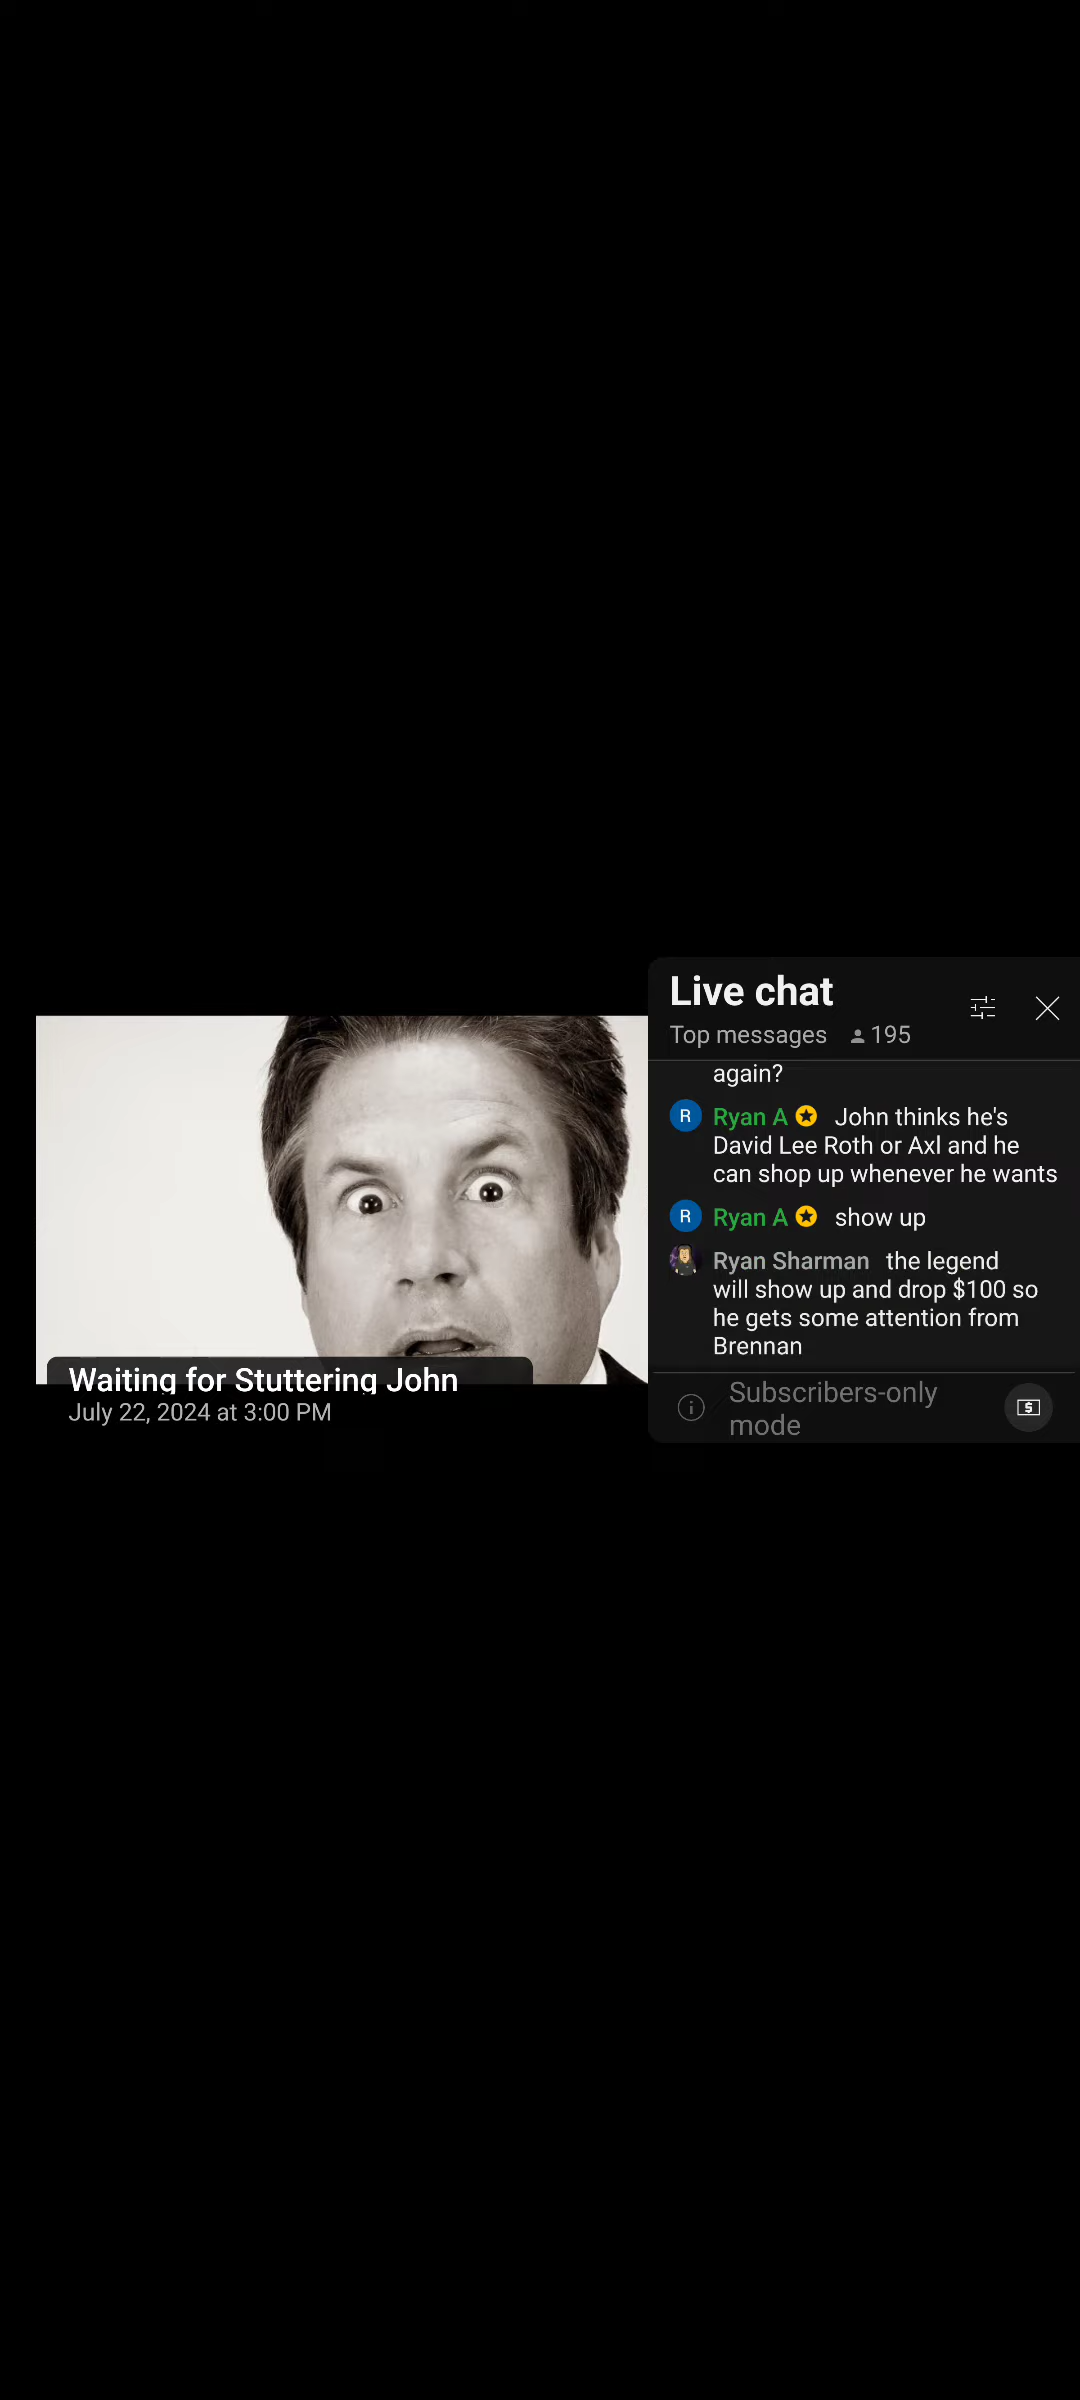 Live chat
Top messages 195
again?
R Ryan A John thinks he's
David Lee Roth or Axl and he
can shop up whenever he wants
R Ryan A show up
Ryan Sharman the legend
will show up and drop $100 so
he gets some attention from
Brennan
Subscribers-only
mode
$
Waiting for Stuttering John
July 22, 2024 at 3:00 PM